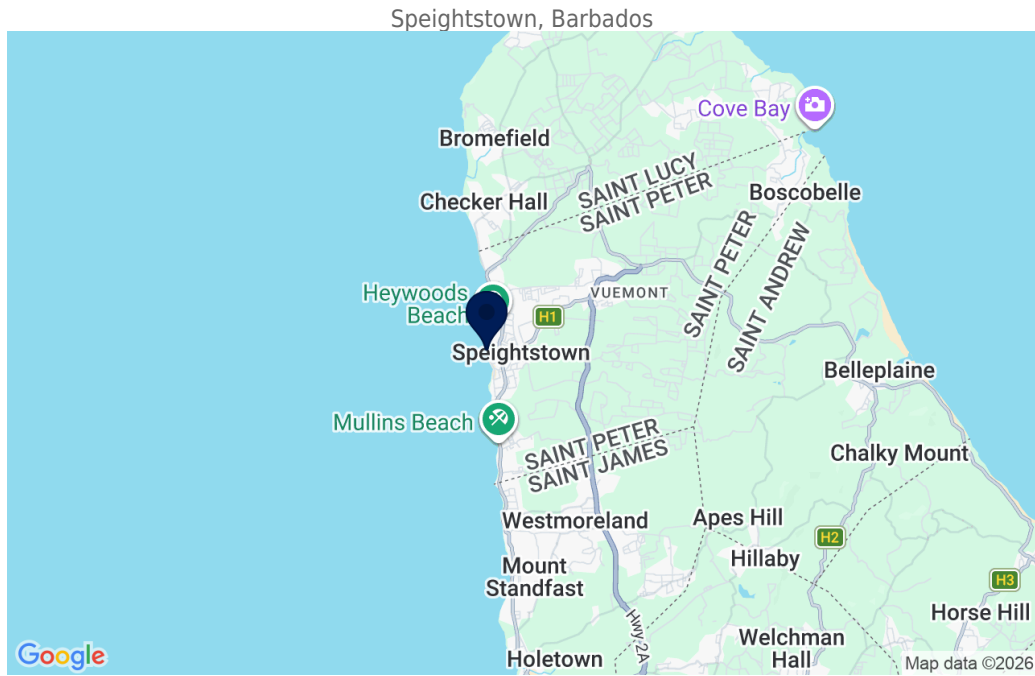 Speightstown, Barbados
Cove Bay
Bromefield
SAINT LUCY
SAINT PETER
Boscobelle
Checker Hall
SAINT PETER
SAINT ANDREW
Heywoods
Beach
VUEMONT
H1
Speightstown
Belleplaine
Mullins Beach
SAINT PETER
SAINT JAMES
Chalky Mount
Westmoreland
Apes Hill
H2
Hillaby
Mount
Standfast
H3
Horse Hill
Hwy-2A
Welchman
Hall
Holetown
Google
Map data ©2026